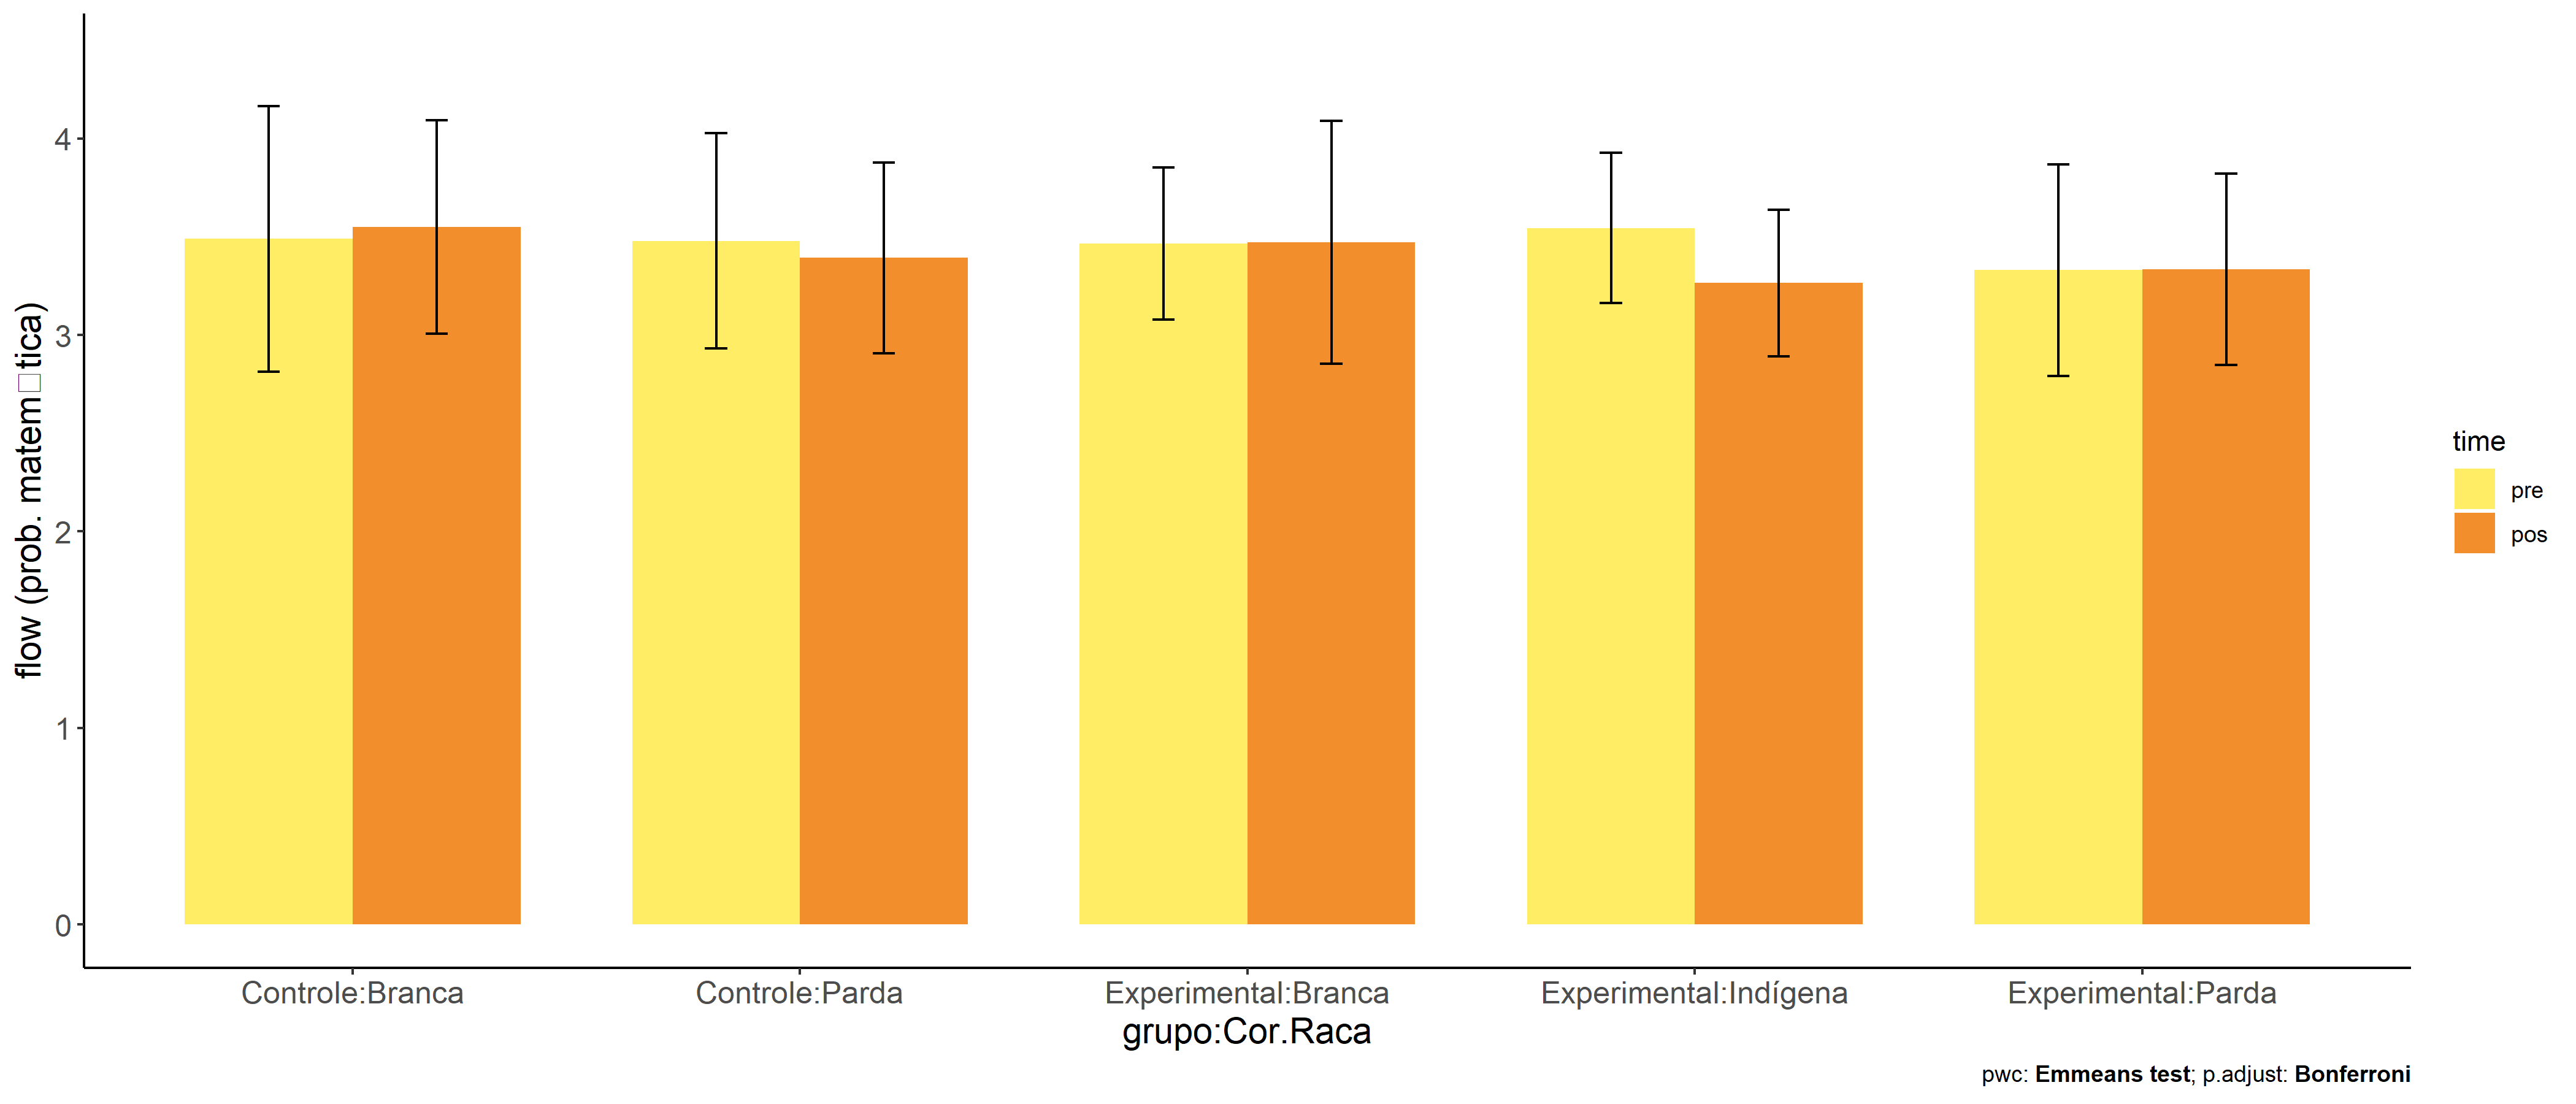 flow (prob. matem□tica)
4
3
2
1
0
Controle:Branca
Controle:Parda
Experimental:Branca
Experimental:Indígena
Experimental:Parda
grupo:Cor.Raca
time
pre
pos
pwc: Emmeans test; p.adjust: Bonferroni